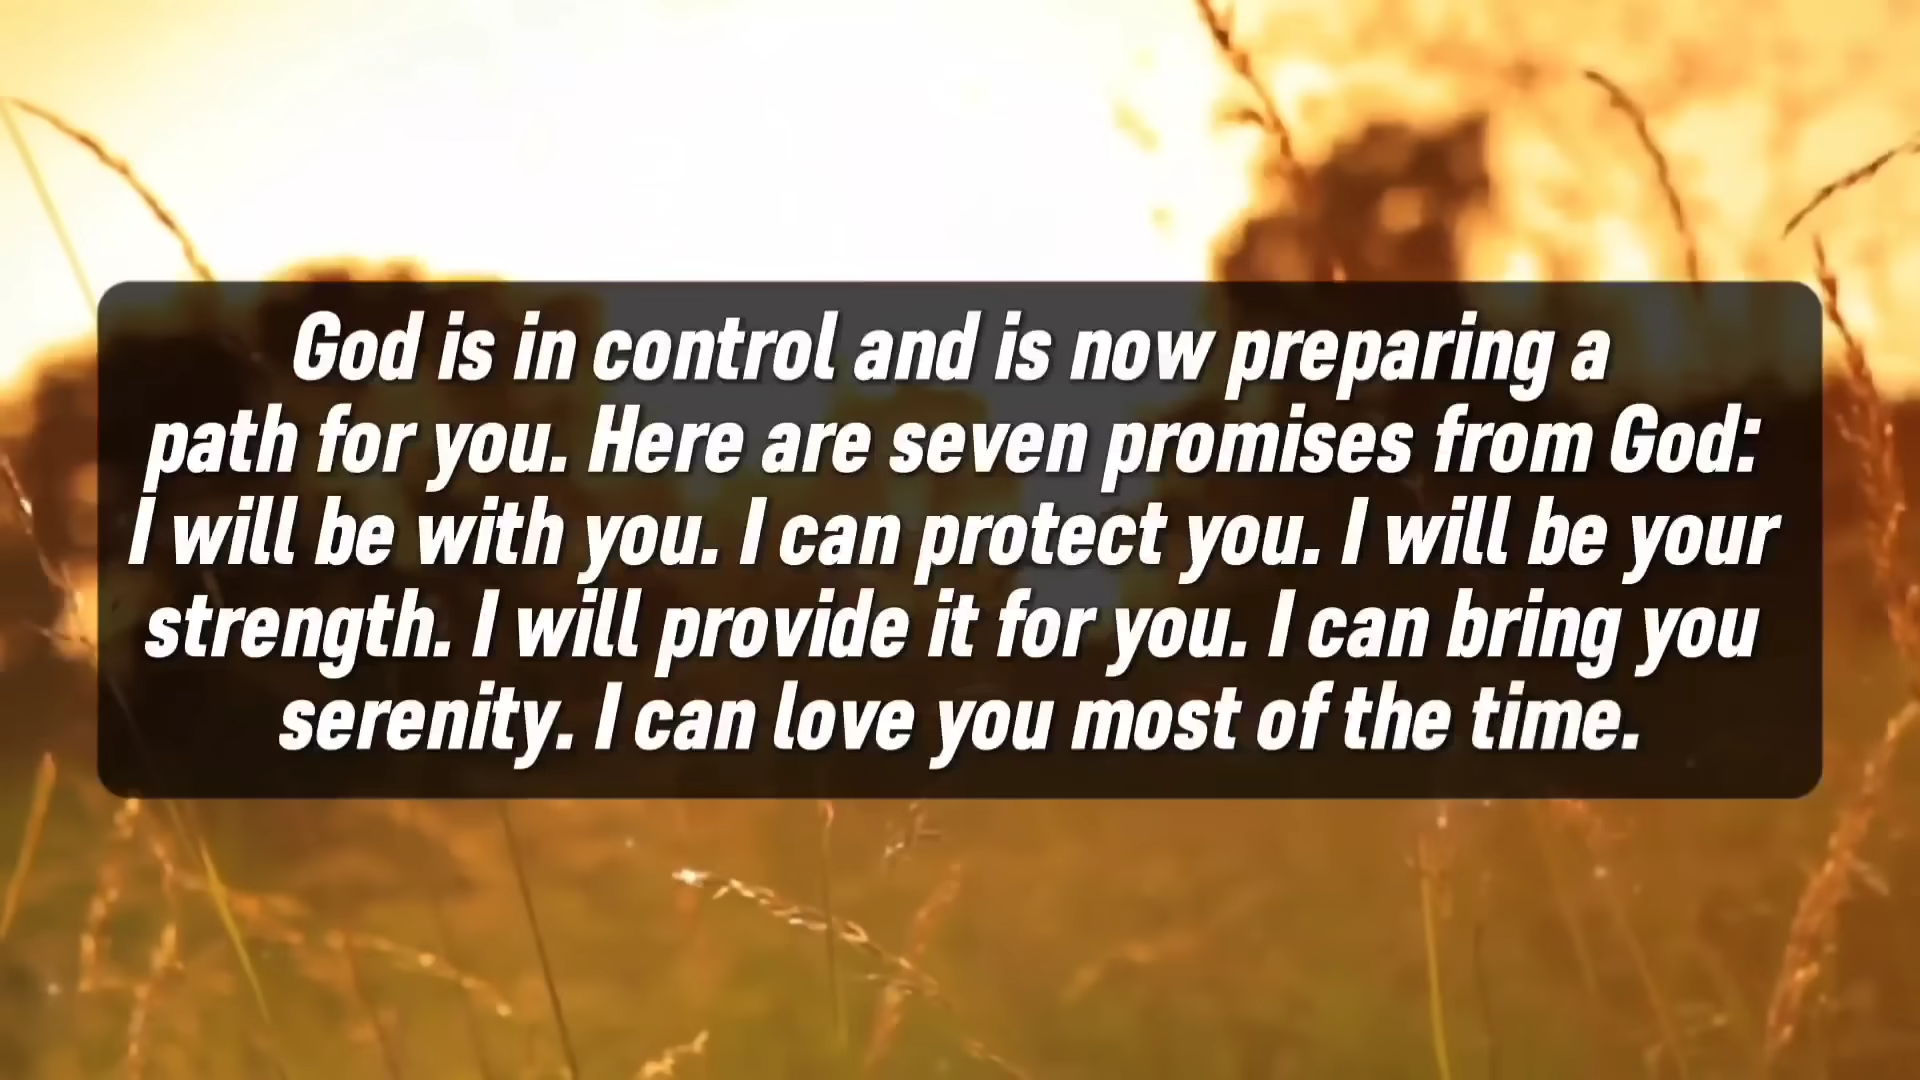 God is in control and is now preparing a
path for you. Here are seven promises from God:
I will be with you. I can protect you. I will be your
strength. I will provide it for you. I can bring you
serenity. I can love you most of the time.